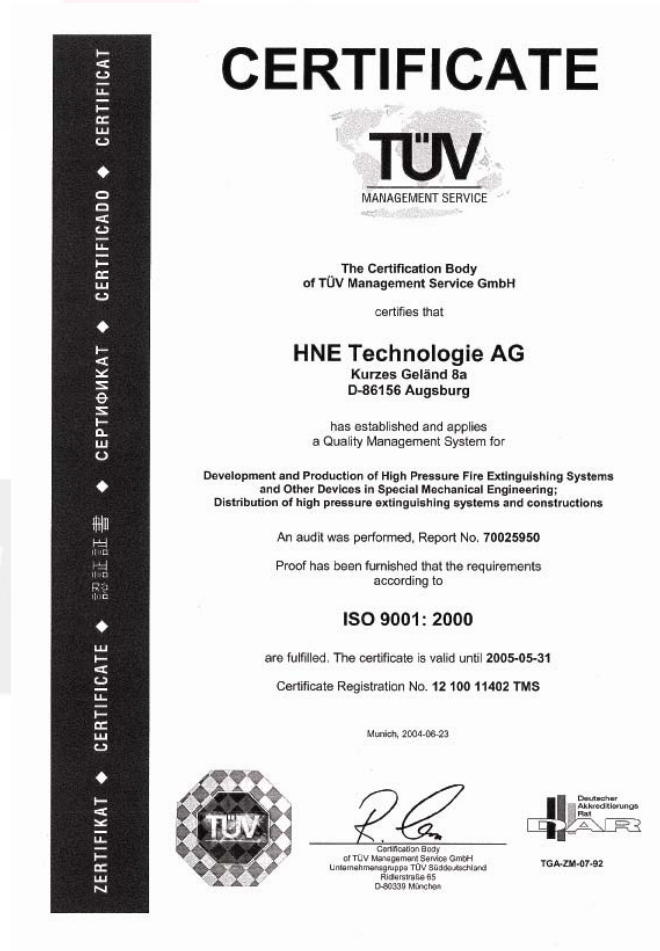 CERTIFICATE
TÜV
MANAGEMENT SERVICE
The Certification Body
of TÜV Management Service GmbH
certifies that
HNE Technologie AG
Kurzes Geländ 8a
D-86156 Augsburg
has established and applies
a Quality Management System for
Development and Production of High Pressure Fire Extinguishing Systems
and Other Devices in Special Mechanical Engineering;
Distribution of high pressure extinguishing systems and constructions
An audit was performed, Report No. 70025950
Proof has been furnished that the requirements
according to
ISO 9001: 2000
are fulfilled. The certificate is valid until 2005-05-31
Certificate Registration No. 12 100 11402 TMS
Munich, 2004-06-23
TÜV
Certification Body
of TÜV Management Service GmbH
Unternehmensgruppe TÜV Süddeutschland
Ridlerstraße 65
D-80339 München
Deutscher
Akkreditierungs
Rat
DAR
TGA-ZM-07-92
ZERTIFIKAT ◆ CERTIFICATE ◆ 認証証書 ◆ СЕРТИФИКАТ ◆ CERTIFICADO ◆ CERTIFICAT